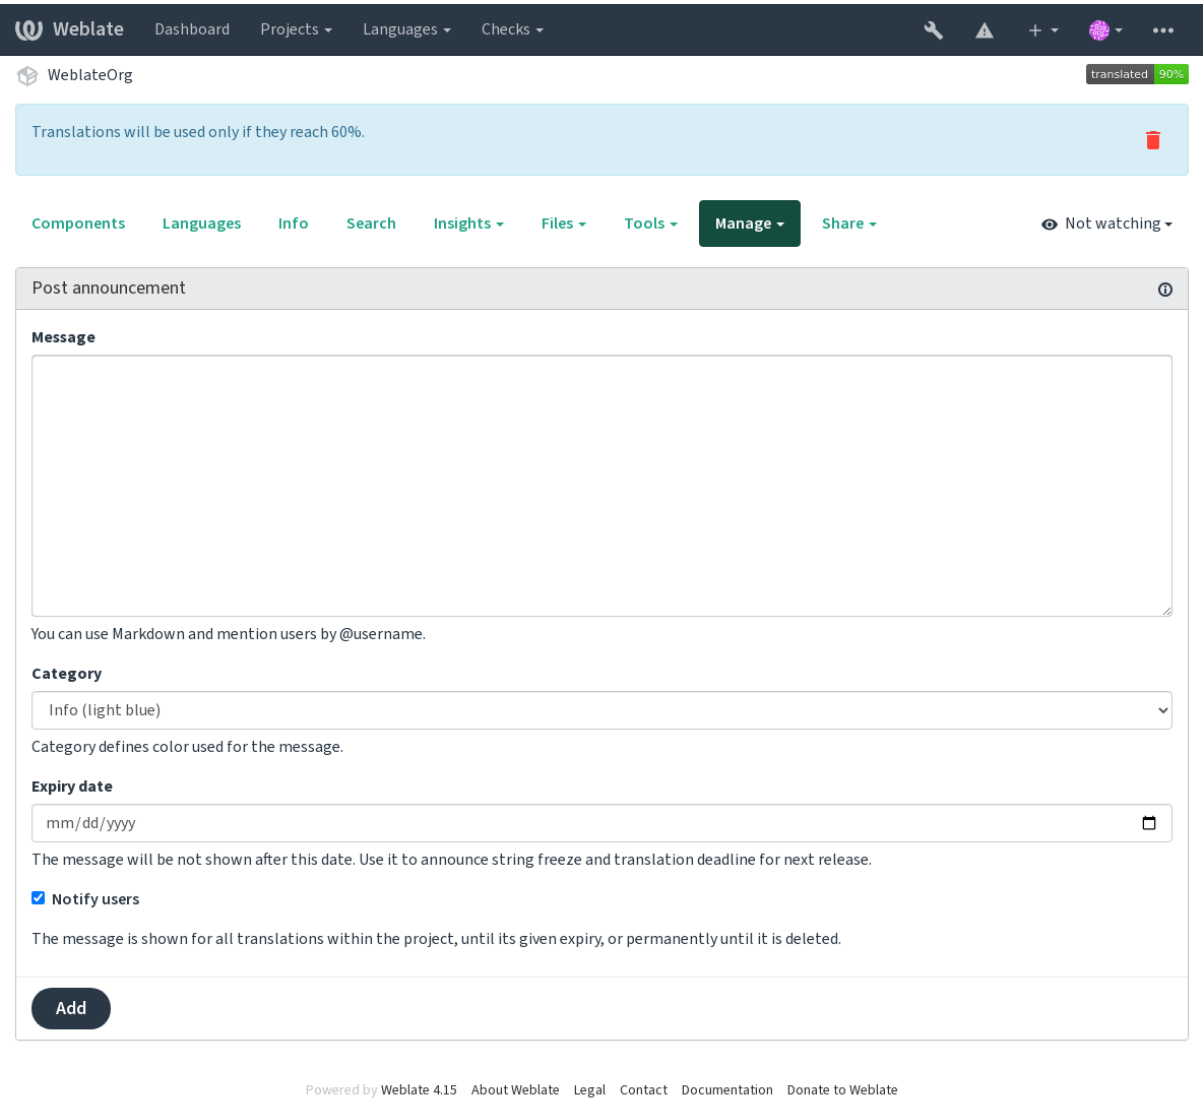 Weblate Dashboard Projects Languages Checks
WeblateOrg
translated 90%
Translations will be used only if they reach 60%.
Components Languages Info Search Insights Files Tools Manage Share Not watching
Post announcement
Message
You can use Markdown and mention users by @username.
Category
Info (light blue)
Category defines color used for the message.
Expiry date
mm/dd/yyyy
The message will be not shown after this date. Use it to announce string freeze and translation deadline for next release.
Notify users
The message is shown for all translations within the project, until its given expiry, or permanently until it is deleted.
Add
Powered by Weblate 4.15 About Weblate Legal Contact Documentation Donate to Weblate